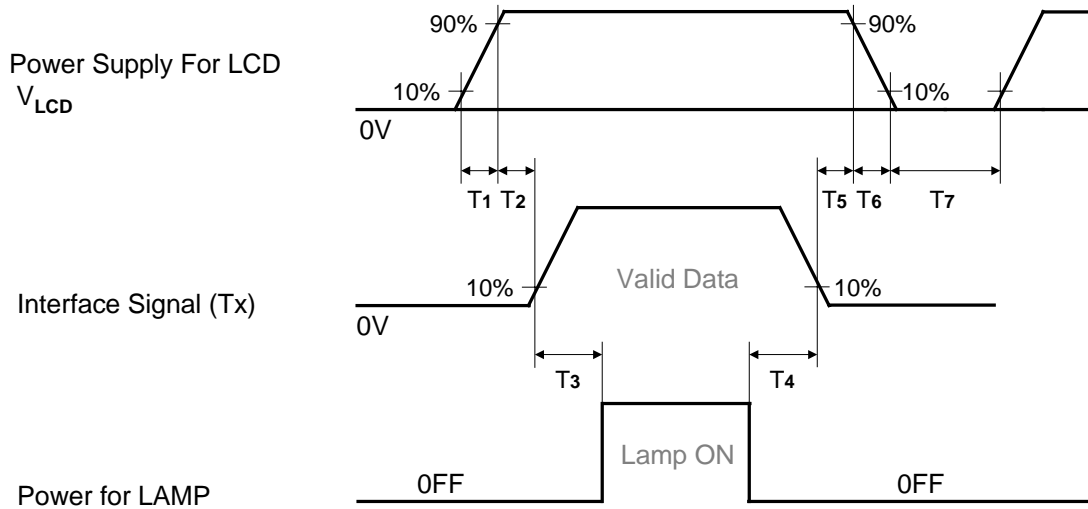 90%
90%
Power Supply For LCD
VLCD
10%
10%
0V
T1 T2
T5 T6
T7
Valid Data
10%
10%
Interface Signal (Tx)
0V
T3
T4
Lamp ON
0FF
0FF
Power for LAMP